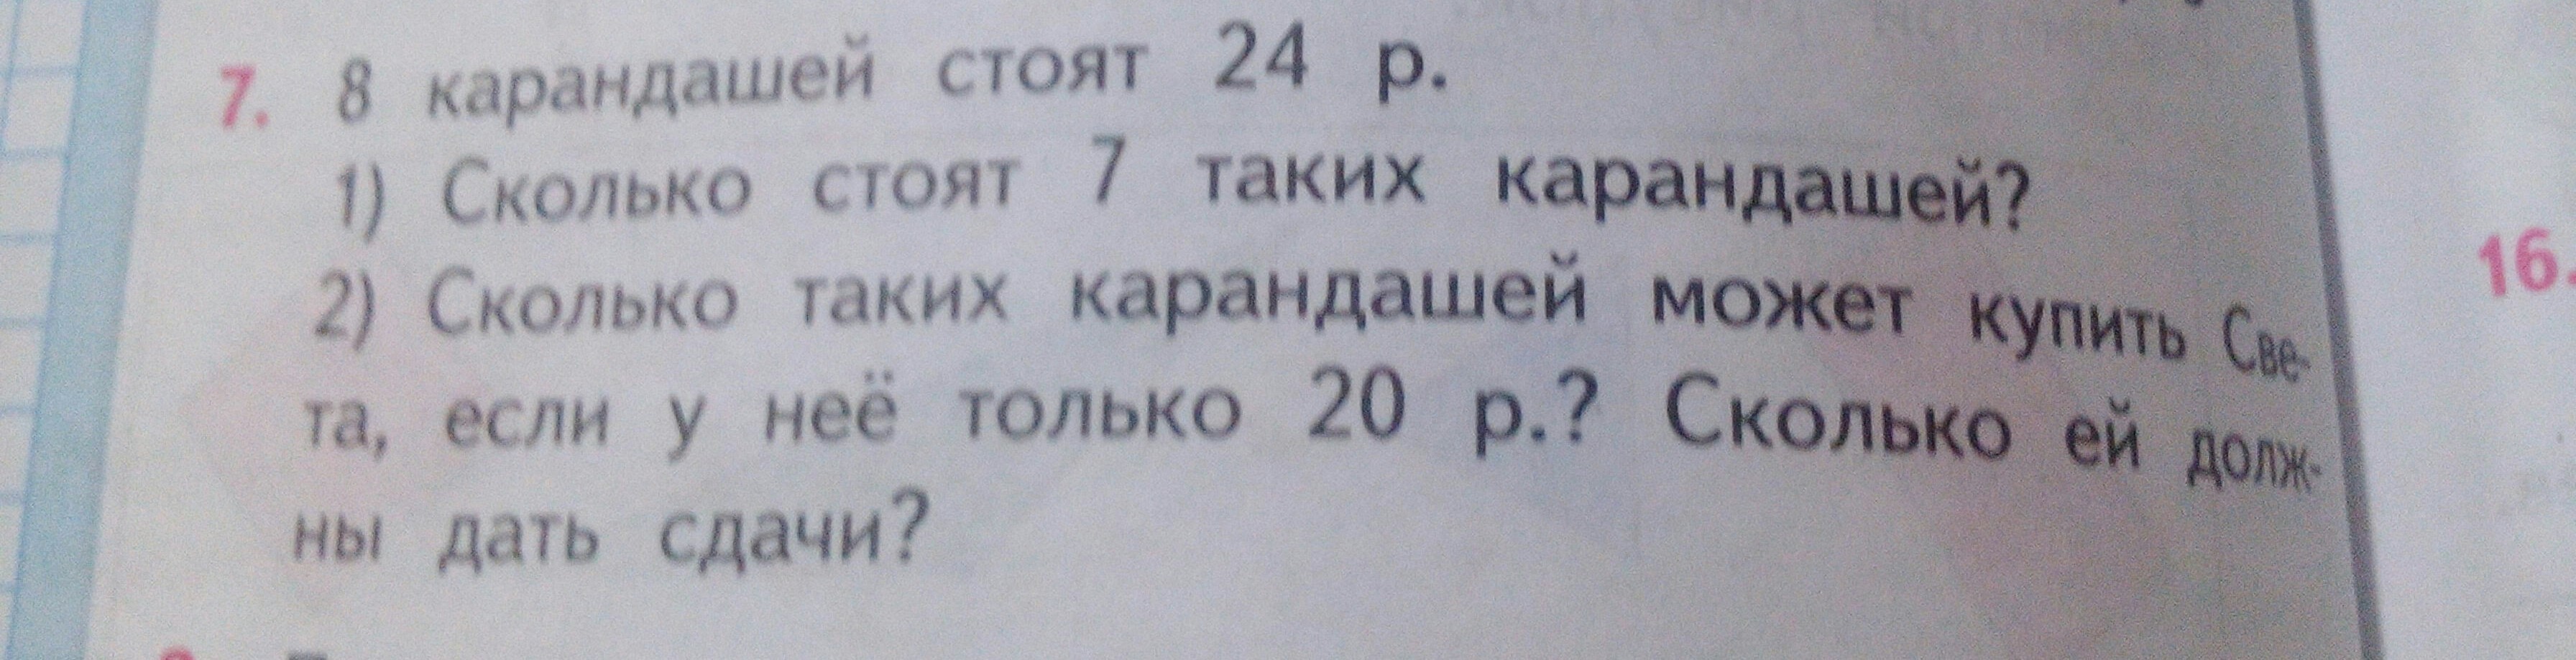 7. 8 карандашей стоят 24 р.
1) Сколько стоят 7 таких карандашей?
2) Сколько таких карандашей может купить Све-
та, если у неё только 20 р.? Сколько ей долж-
ны дать сдачи?
16.